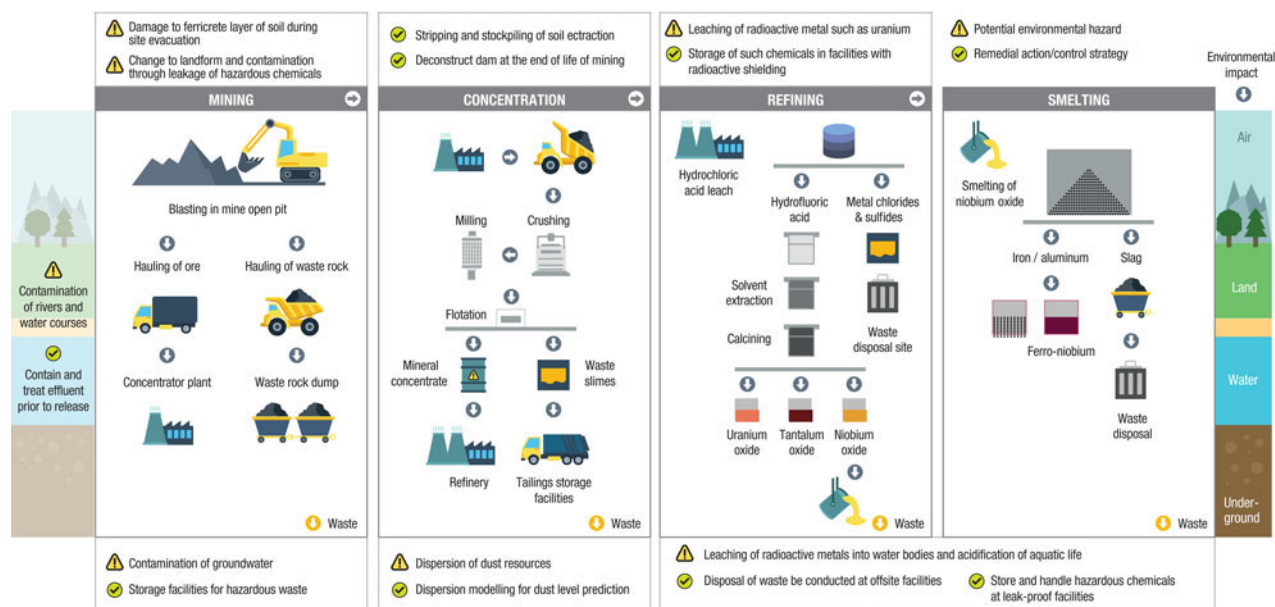 Damage to ferricrete layer of soil during
site evacuation
Change to landform and contamination
through leakage of hazardous chemicals
Stripping and stockpiling of soil ectraction
Deconstruct dam at the end of life of mining
Leaching of radioactive metal such as uranium
Storage of such chemicals in facilities with
radioactive shielding
Potential environmental hazard
Remedial action/control strategy
Environmental
impact
MINING
CONCENTRATION
REFINING
SMELTING
Contamination
of rivers and
water courses
Contain and
treat effluent
prior to release
Blasting in mine open pit
Hauling of ore
Hauling of waste rock
Concentrator plant
Waste rock dump
Waste
Milling
Crushing
Flotation
Mineral
concentrate
Waste
slimes
Refinery
Tailings storage
facilities
Waste
Hydrochloric
acid leach
Hydrofluoric
acid
Metal chlorides
& sulfides
Solvent
extraction
Calcining
Waste
disposal site
Uranium
oxide
Tantalum
oxide
Niobium
oxide
Waste
Smelting of
niobium oxide
Iron / aluminum
Slag
Ferro-niobium
Waste
disposal
Waste
Air
Land
Water
Under-
ground
Contamination of groundwater
Storage facilities for hazardous waste
Dispersion of dust resources
Dispersion modelling for dust level prediction
Leaching of radioactive metals into water bodies and acidification of aquatic life
Disposal of waste be conducted at offsite facilities
Store and handle hazardous chemicals
at leak-proof facilities